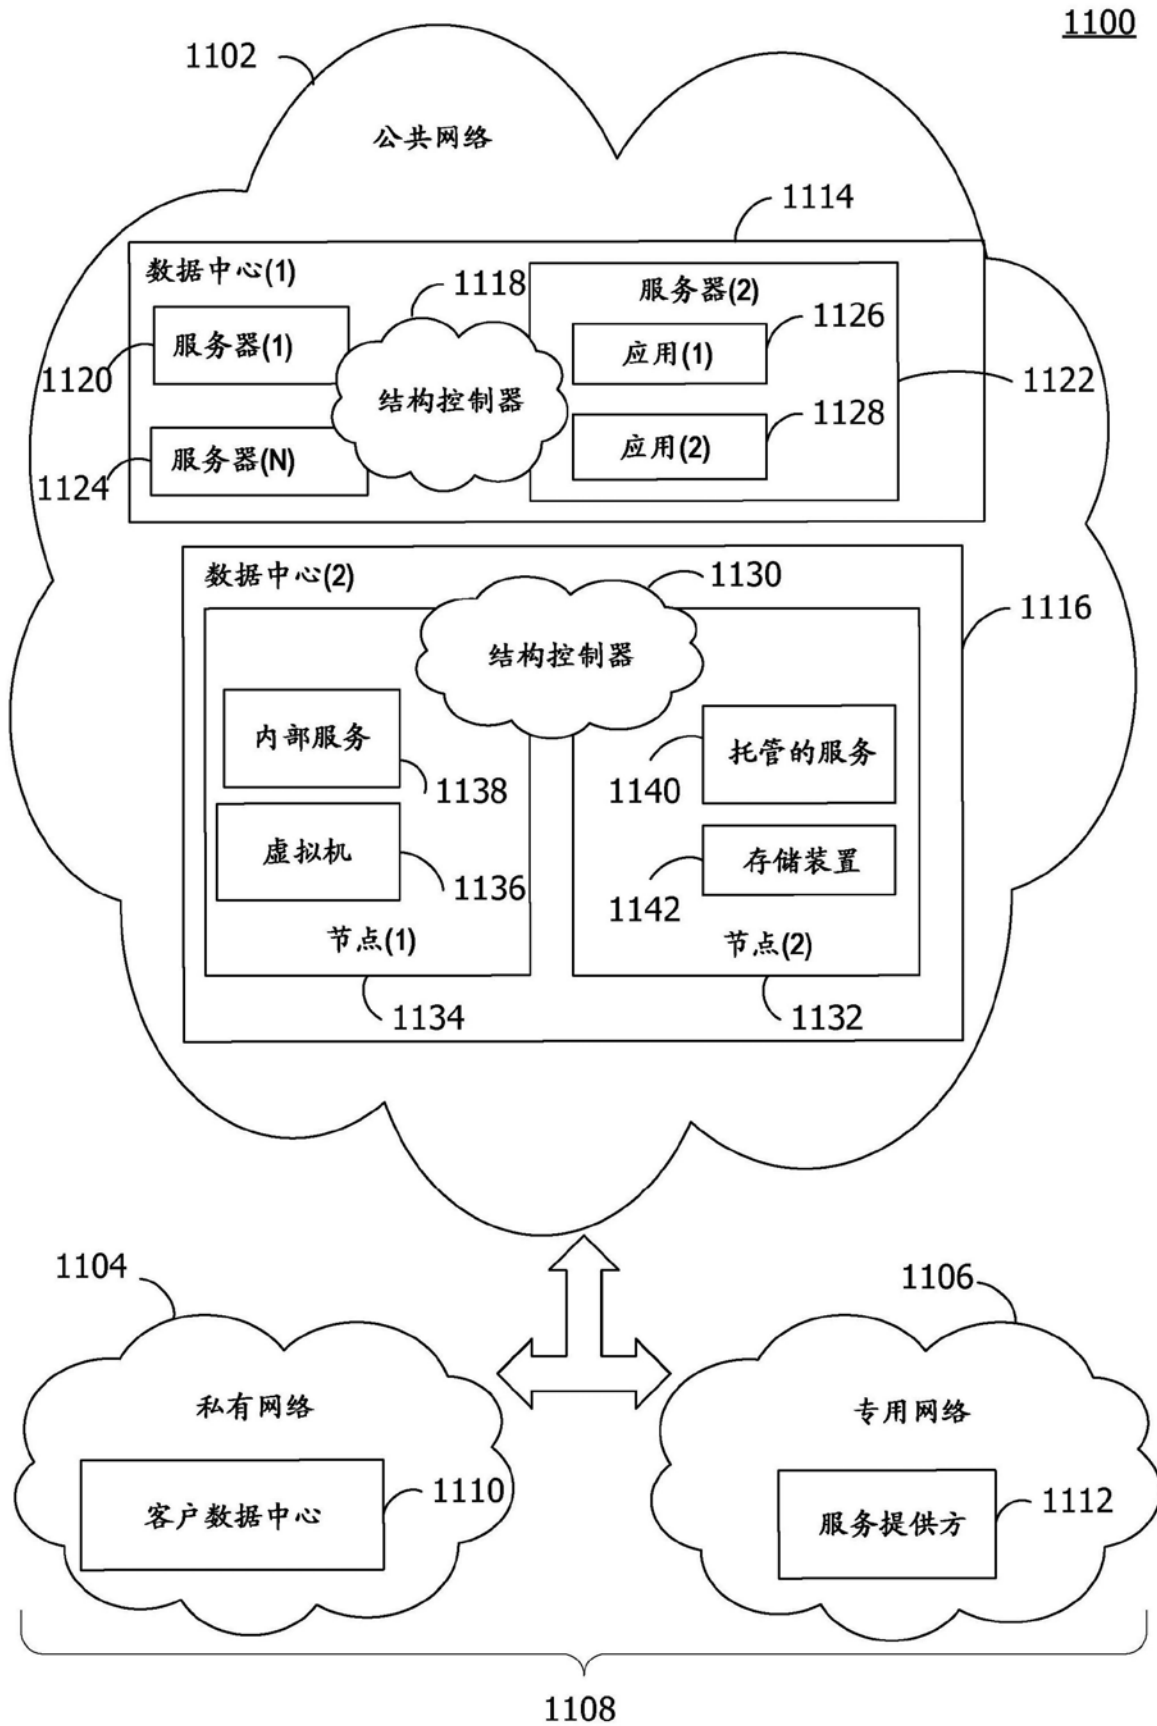 1100
1102
公共网络
1114
数据中心(1)
1118
服务器(2)
服务器(1)
1126
应用(1)
1120
1122
结构控制器
1128
应用(2)
服务器(N)
1124
数据中心(2)
1130
1116
结构控制器
内部服务
托管的服务
1138
1140
虚拟机
存储装置
1136
1142
节点(1)
节点(2)
1134
1132
1104
1106
私有网络
专用网络
1110
1112
客户数据中心
服务提供方
1108